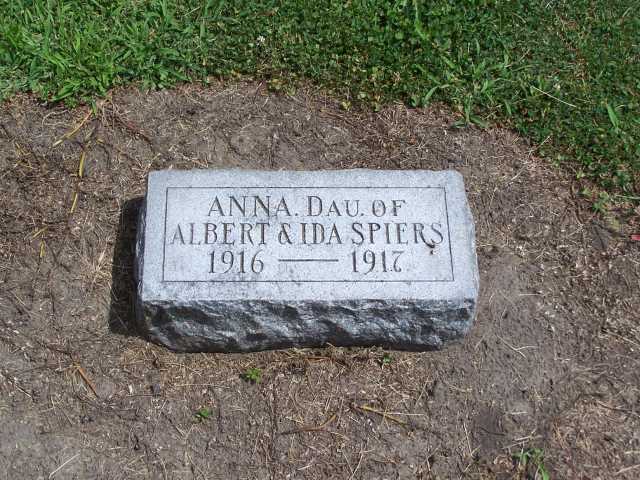 ANNA. DAU. OF
ALBERT & IDA SPIERS
1916 — 1917.